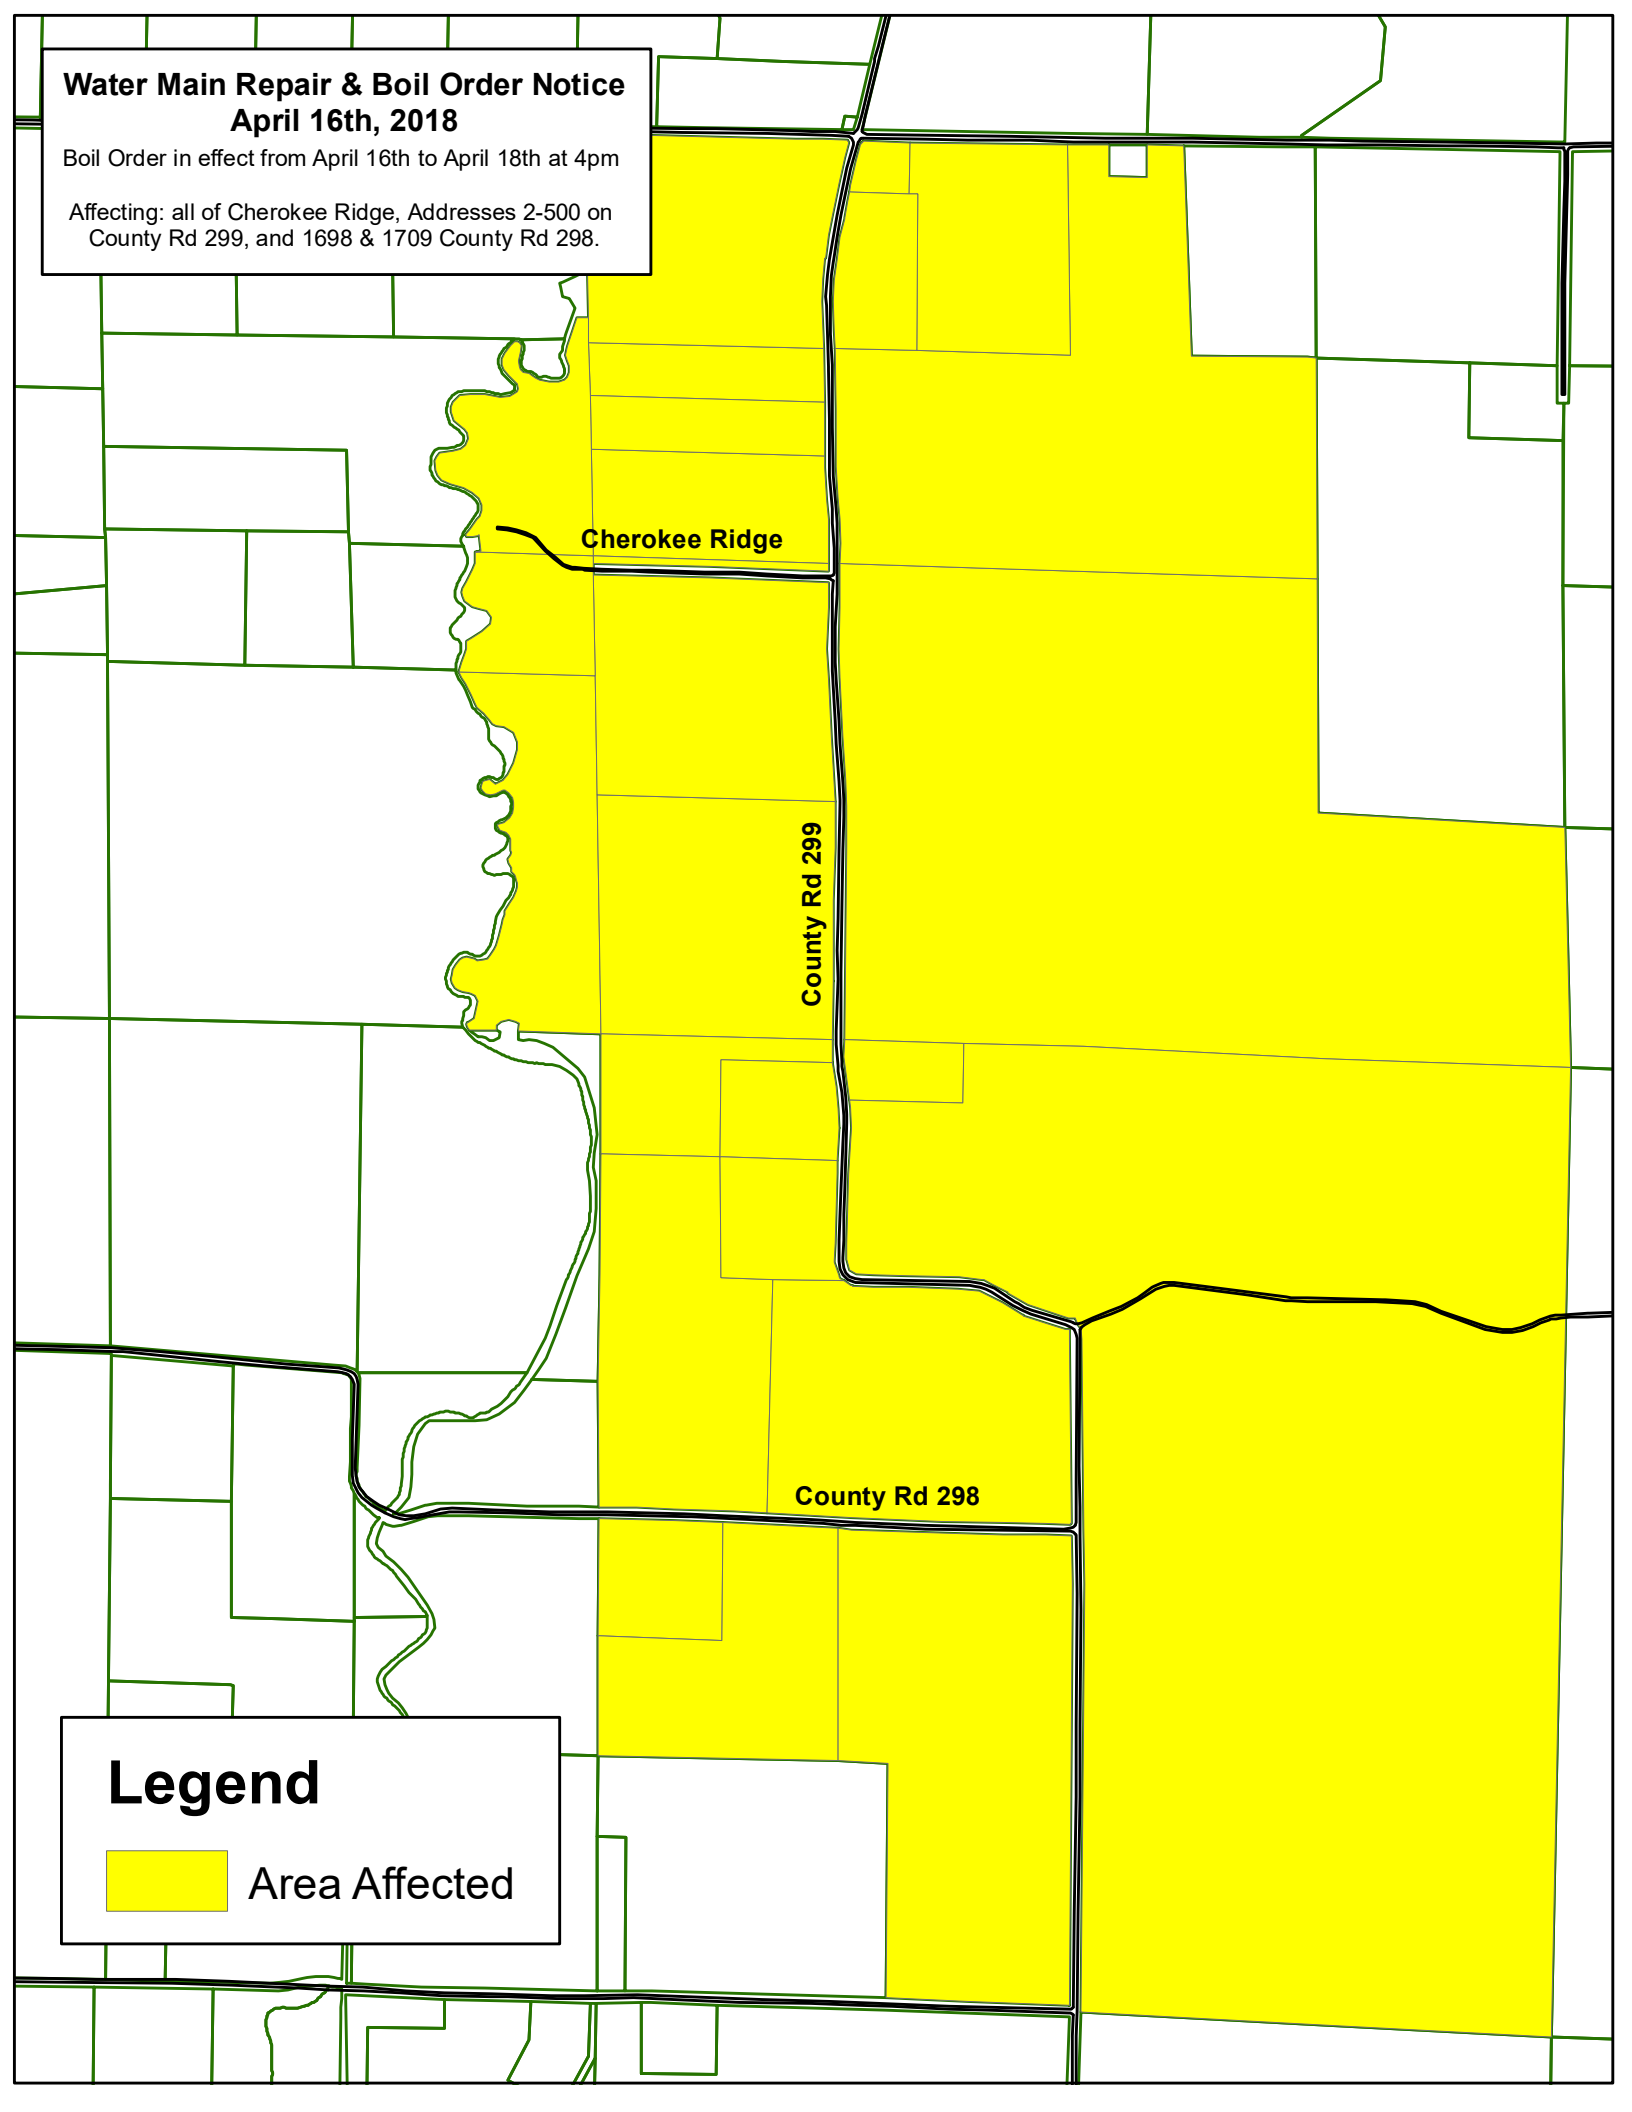 Water Main Repair & Boil Order Notice
April 16th, 2018
Boil Order in effect from April 16th to April 18th at 4pm
Affecting: all of Cherokee Ridge, Addresses 2-500 on
County Rd 299, and 1698 & 1709 County Rd 298.
Cherokee Ridge
County Rd 299
County Rd 298
Legend
Area Affected